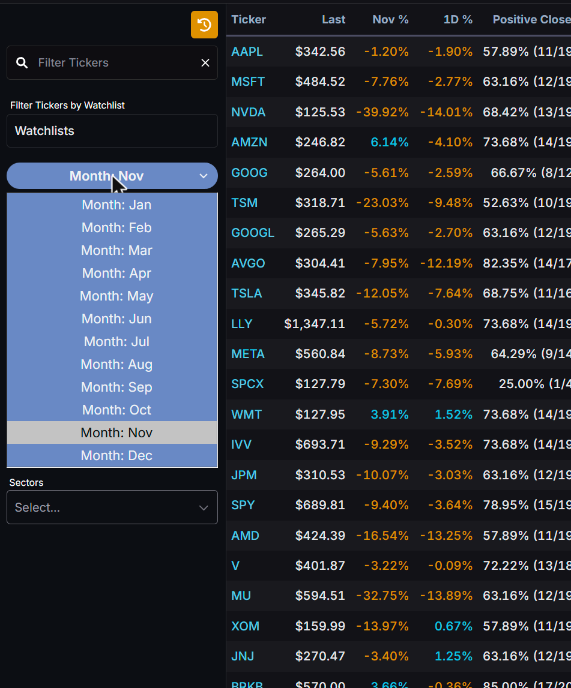 Ticker Last Nov % 1D % Positive Close
Filter Tickers
Filter Tickers by Watchlist
Watchlists
Month: Nov
Month: Jan
Month: Feb
Month: Mar
Month: Apr
Month: May
Month: Jun
Month: Jul
Month: Aug
Month: Sep
Month: Oct
Month: Nov
Month: Dec
Sectors
Select...
AAPL $342.56 -1.20% -1.90% 57.89% (11/19
MSFT $484.52 -7.76% -2.77% 63.16% (12/19
NVDA $125.53 -39.92% -14.01% 68.42% (13/19
AMZN $246.82 6.14% -4.10% 73.68% (14/19
GOOG $264.00 -5.61% -2.59% 66.67% (8/12
TSM $318.71 -23.03% -9.48% 52.63% (10/19
GOOGL $265.29 -5.63% -2.70% 63.16% (12/19
AVGO $304.41 -7.95% -12.19% 82.35% (14/17
TSLA $345.82 -12.05% -7.64% 68.75% (11/16
LLY $1,347.11 -5.72% -0.30% 73.68% (14/19
META $560.84 -8.73% -5.93% 64.29% (9/14
SPCX $127.79 -7.30% -7.69% 25.00% (1/4
WMT $127.95 3.91% 1.52% 73.68% (14/19
IVV $693.71 -9.29% -3.52% 73.68% (14/19
JPM $310.53 -10.07% -3.03% 63.16% (12/19
SPY $689.81 -9.40% -3.64% 78.95% (15/19
AMD $424.39 -16.54% -13.25% 57.89% (11/19
V $401.87 -3.22% -0.09% 72.22% (13/18
MU $594.51 -32.75% -13.89% 63.16% (12/19
XOM $159.99 -13.97% 0.67% 57.89% (11/19
JNJ $270.47 -3.40% 1.25% 63.16% (12/19
BRKB $570.00 3.66% -0.36% 85.00% (17/20